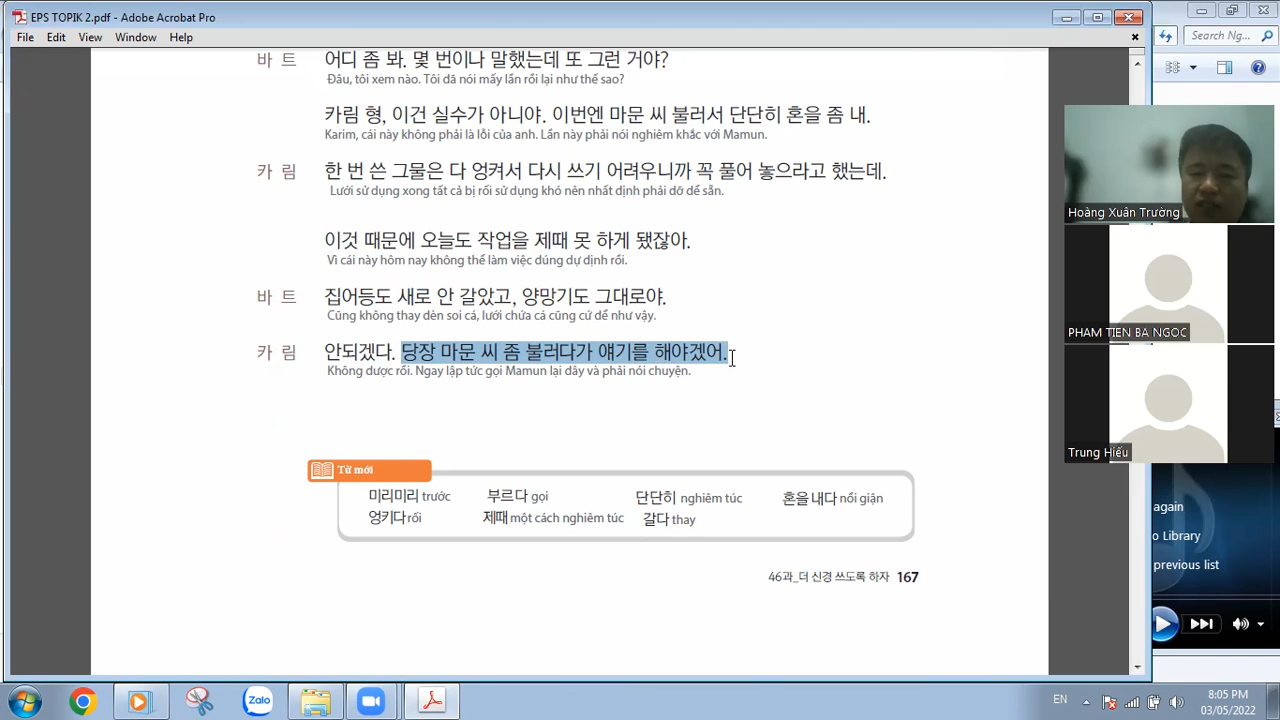 EPS TOPIK 2.pdf - Adobe Acrobat Pro
File Edit View Window Help
Search Ng...
바 트 어디 좀 봐. 몇 번이나 말했는데 또 그런 거야?
Đâu, tôi xem nào. Tôi đã nói mấy lần rồi lại như thế sao?
카림 형, 이건 실수가 아니야. 이번엔 마문 씨 불러서 단단히 혼을 좀 내.
Karim, cái này không phải là lỗi của anh. Lần này phải nói nghiêm khắc với Mamun.
카 림 한 번 쓴 그물은 다 엉켜서 다시 쓰기 어려우니까 꼭 풀어 놓으라고 했는데.
Lưới sử dụng xong tất cả bị rối sử dụng khó nên nhất định phải dỡ để sẵn.
이것 때문에 오늘도 작업을 제때 못 하게 됐잖아.
Vì cái này hôm nay không thể làm việc đúng dự định rồi.
바 트 집어등도 새로 안 갈았고, 양망기도 그대로야.
Cũng không thay đèn soi cá, lưới chứa cá cũng cứ để như vậy.
카 림 안되겠다. 당장 마문 씨 좀 불러다가 얘기를 해야겠어.
Không được rồi. Ngay lập tức gọi Mamun lại đây và phải nói chuyện.
Từ mới
미리미리 trước 부르다 gọi 단단히 nghiêm túc 혼을 내다 nổi giận
엉키다 rối 제때 một cách nghiêm túc 갈다 thay
46과_더 신경 쓰도록 하자 167
Hoàng Xuân Trường
PHAM TIEN BA NGOC
Trung Hiếu
again
o Library
previous list
Zalo
EN
8:05 PM
03/05/2022